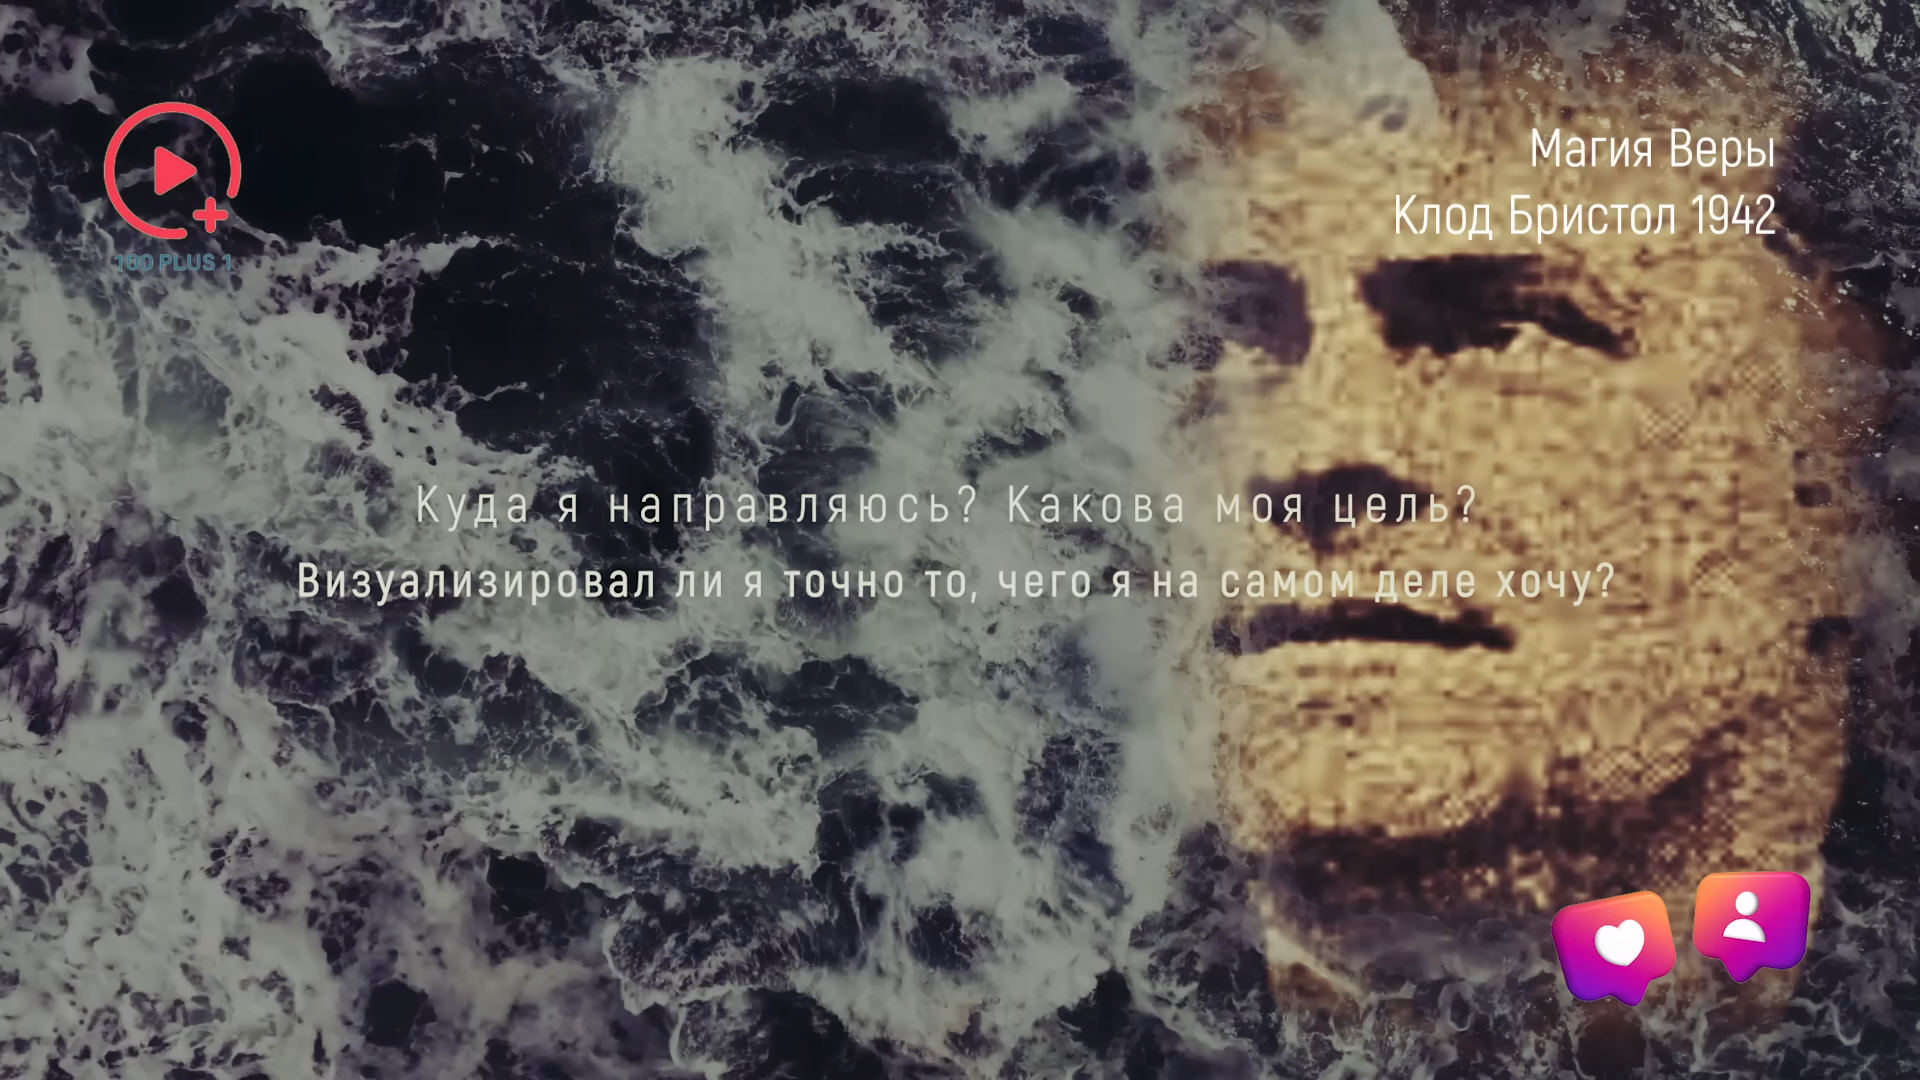 Магия Веры
Клод Бристол 1942
100 PLUS 1
Куда я направляюсь? Какова моя цель?
Визуализировал ли я точно то, чего я на самом деле хочу?